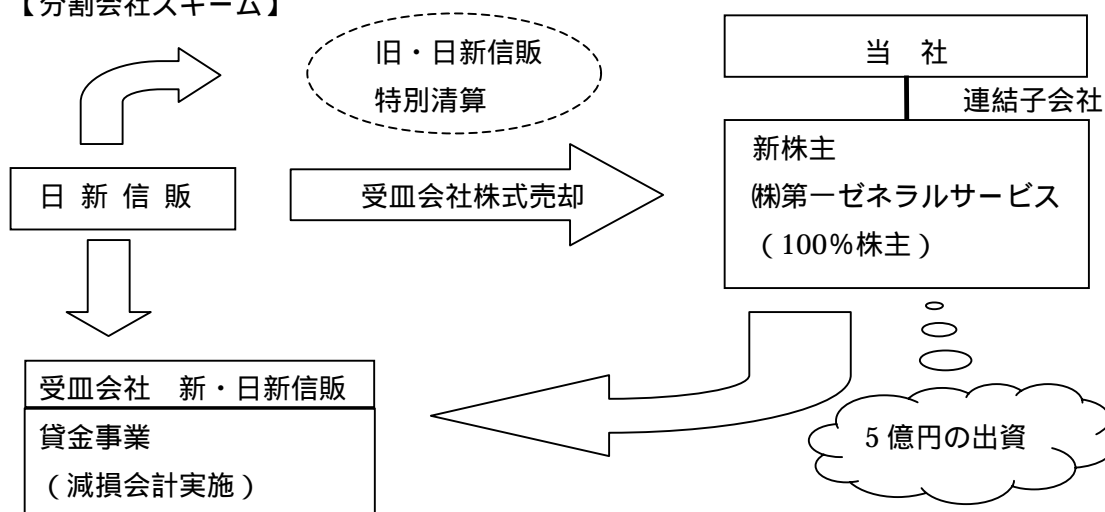 【分割会社スキーム】
旧・日新信販
特別清算
当 社
連結子会社
日 新 信 販
受皿会社株式売却
新株主
㈱第一ゼネラルサービス
（100%株主）
受皿会社 新・日新信販
貸金事業
（減損会計実施）
5億円の出資